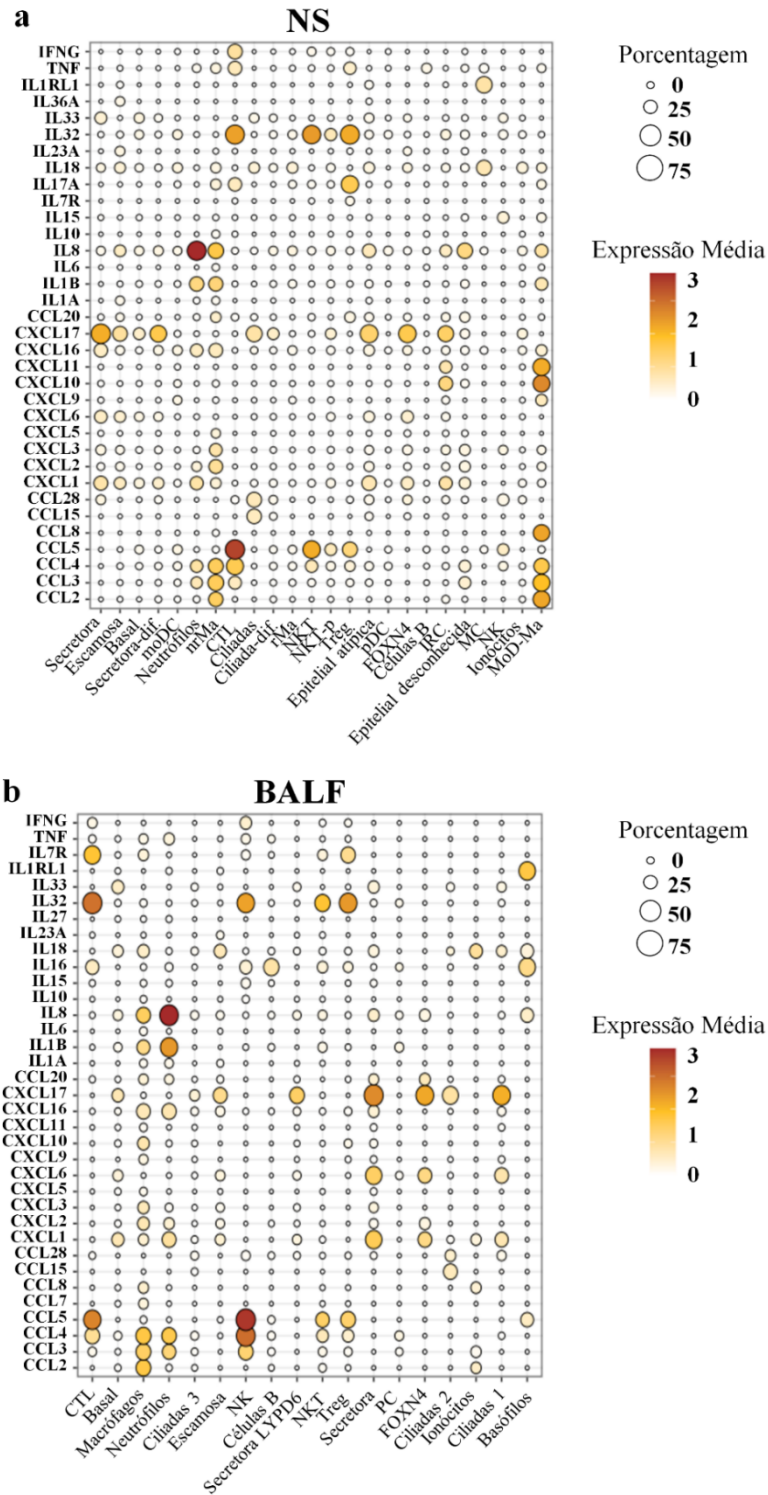 a
NS
IFNG
TNF
IL1RL1
IL36A
IL33
IL32
IL23A
IL18
IL17A
IL7R
IL15
IL10
IL8
IL6
IL1B
IL1A
CCL20
CXCL17
CXCL16
CXCL11
CXCL10
CXCL9
CXCL6
CXCL5
CXCL3
CXCL2
CXCL1
CCL28
CCL15
CCL8
CCL5
CCL4
CCL3
CCL2
Secretora
Escamosa
Basal
Secretora-dif.
moDC
Neutrófilos
nrMa
CTL
Ciliadas
Ciliada-dif.
rMa
NKT
NKT-p
Treg
Epitelial atípica
pDC
FOXN4
Células B
IRC
Epitelial desconhecida
MC
NK
Ionócitos
MoD-Ma
Porcentagem
0
25
50
75
Expressão Média
3
2
1
0
b
BALF
IFNG
TNF
IL7R
IL1RL1
IL33
IL32
IL27
IL23A
IL18
IL16
IL15
IL10
IL8
IL6
IL1B
IL1A
CCL20
CXCL17
CXCL16
CXCL11
CXCL10
CXCL9
CXCL6
CXCL5
CXCL3
CXCL2
CXCL1
CCL28
CCL15
CCL8
CCL7
CCL5
CCL4
CCL3
CCL2
CTL
Basal
Macrófagos
Neutrófilos
Ciliadas 3
Escamosa
NK
Células B
Secretora LYPD6
NKT
Treg
Secretora
PC
FOXN4
Ciliadas 2
Ionócitos
Ciliadas 1
Basófilos
Porcentagem
0
25
50
75
Expressão Média
3
2
1
0